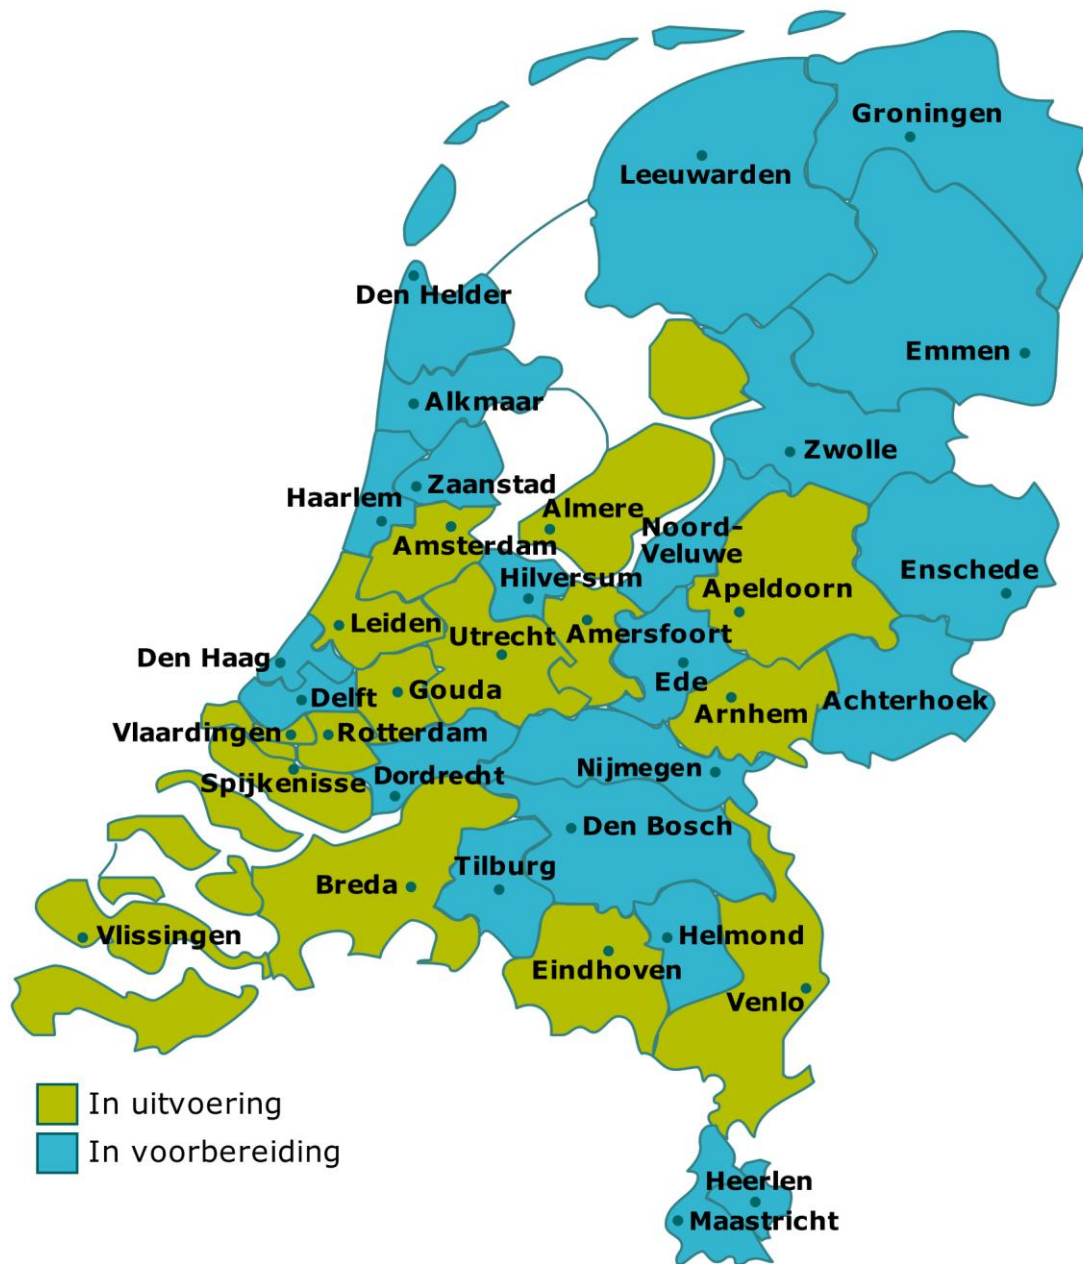 Groningen
Leeuwarden
Den Helder
Emmen
Alkmaar
Zwolle
Zaanstad
Haarlem
Almere
Noord-
Veluwe
Amsterdam
Hilversum
Enschede
Apeldoorn
Leiden
Utrecht
Amersfoort
Den Haag
Ede
Gouda
Delft
Arnhem
Achterhoek
Vlaardingen
Rotterdam
Nijmegen
Dordrecht
Spijkenisse
Den Bosch
Tilburg
Breda
Vlissingen
Helmond
Eindhoven
Venlo
In uitvoering
In voorbereiding
Heerlen
Maastricht